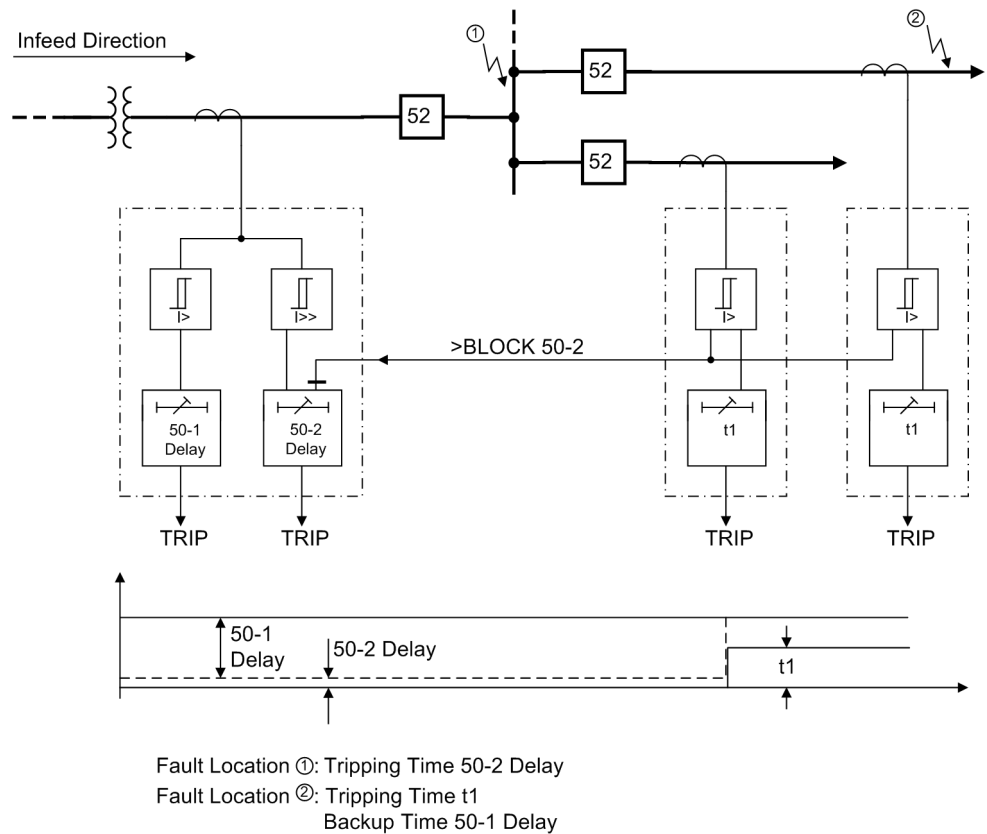 Infeed Direction
①
②
52
52
52
I>
I>>
I>
I>
>BLOCK 50-2
50-1
Delay
50-2
Delay
t1
t1
TRIP
TRIP
TRIP
TRIP
50-1
Delay
50-2 Delay
t1
Fault Location ①: Tripping Time 50-2 Delay
Fault Location ②: Tripping Time t1
Backup Time 50-1 Delay